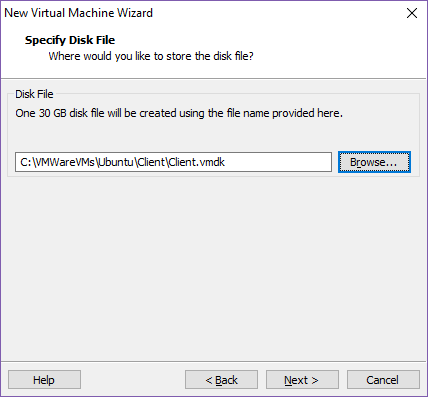 New Virtual Machine Wizard
Specify Disk File
Where would you like to store the disk file?
Disk File
One 30 GB disk file will be created using the file name provided here.
C:\VMWareVMs\Ubuntu\Client\Client.vmdk
Browse...
Help
< Back
Next >
Cancel